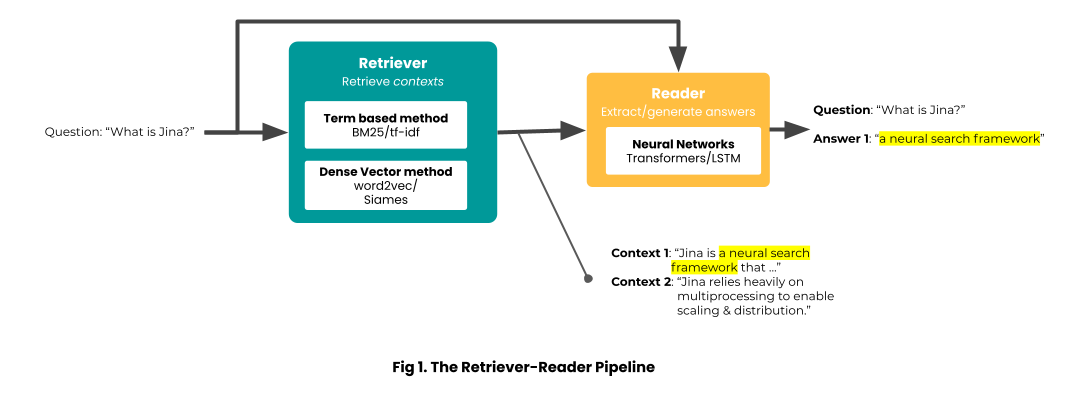 Question: “What is Jina?”
Retriever
Retrieve contexts
Term based method
BM25/tf-idf
Dense Vector method
word2vec/
Siames
Reader
Extract/generate answers
Neural Networks
Transformers/LSTM
Question: “What is Jina?”
Answer 1: “a neural search framework”
Context 1: “Jina is a neural search
framework that ...”
Context 2: “Jina relies heavily on
multiprocessing to enable
scaling & distribution.”
Fig 1. The Retriever-Reader Pipeline